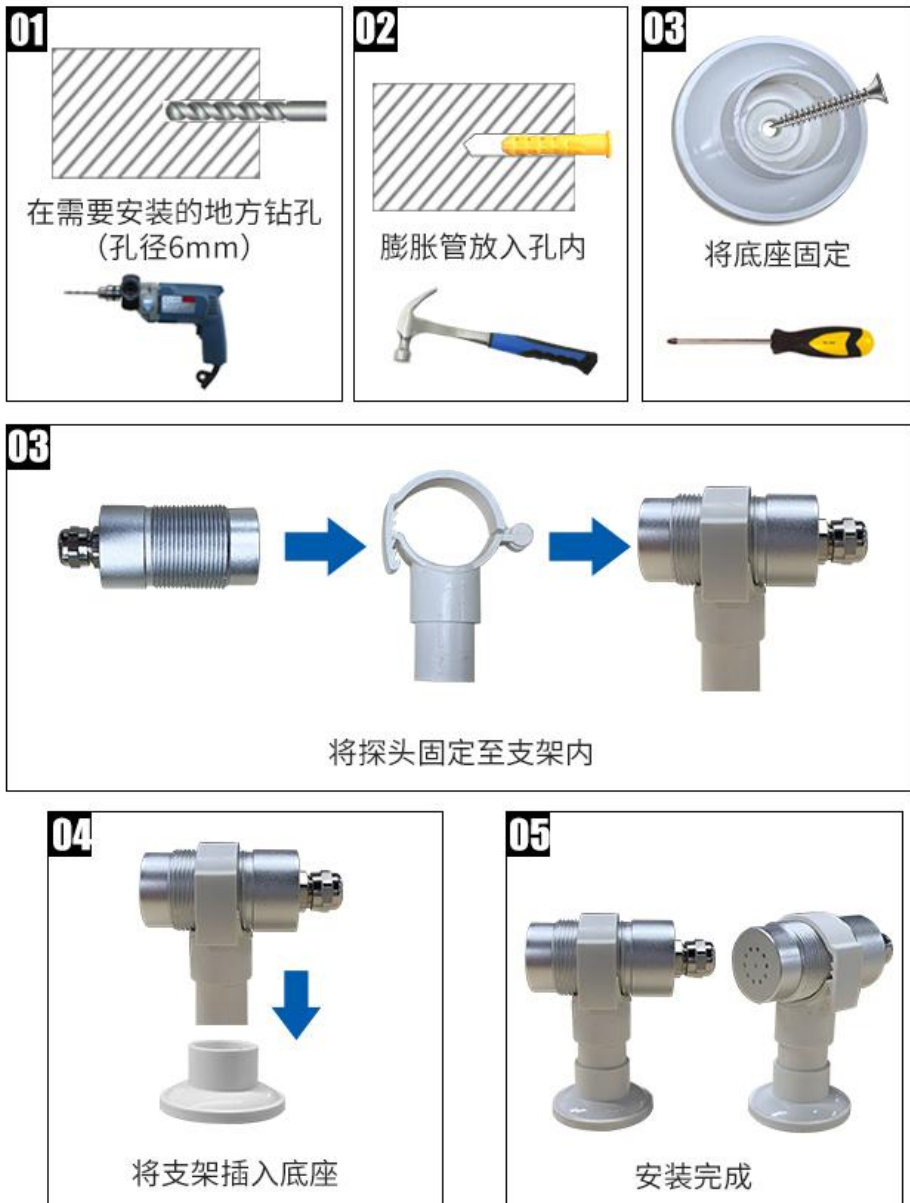 01
在需要安装的地方钻孔
（孔径6mm）
02
膨胀管放入孔内
03
将底座固定
03
将探头固定至支架内
04
将支架插入底座
05
安装完成